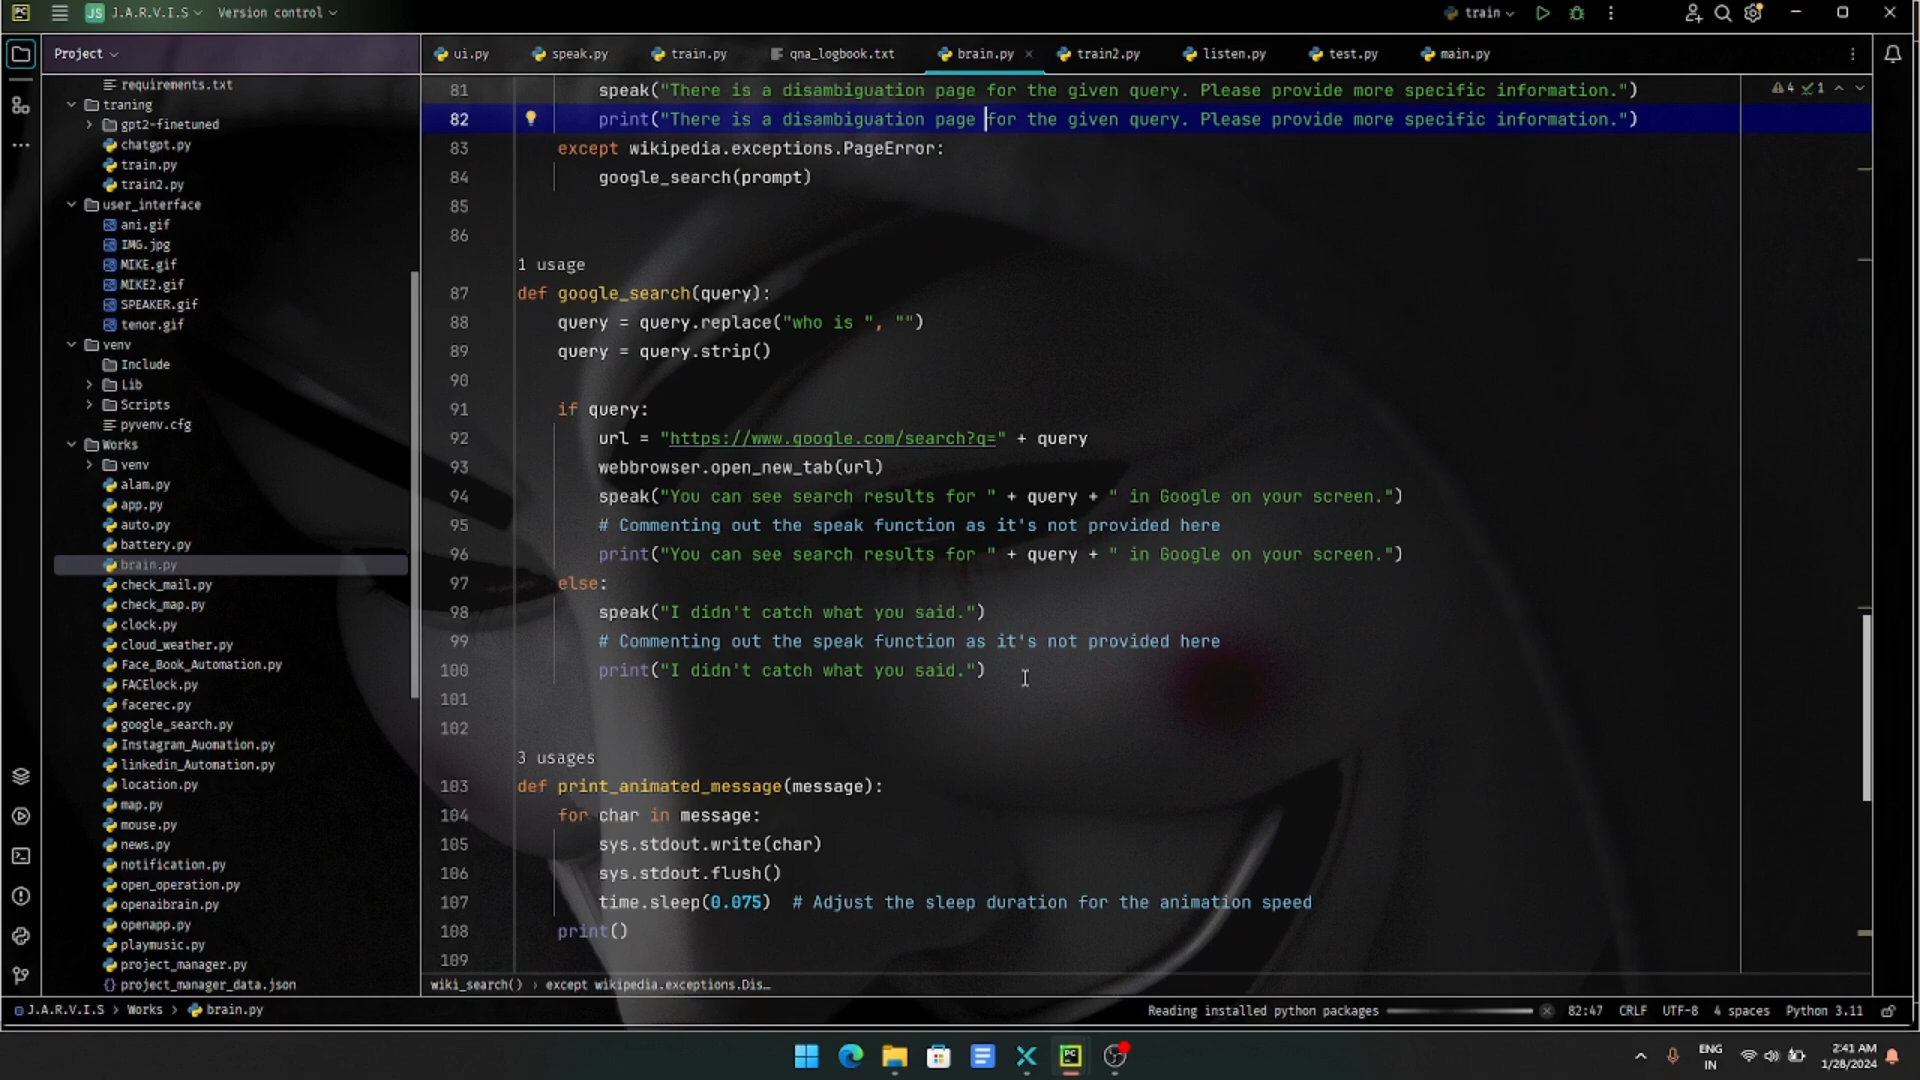 PC JS J.A.R.V.I.S Version control train
Project
ui.py speak.py train.py qna_logbook.txt brain.py train2.py listen.py test.py main.py
requirements.txt
traning
gpt2-finetuned
chatgpt.py
train.py
train2.py
user_interface
ani.gif
IMG.jpg
MIKE.gif
MIKE2.gif
SPEAKER.gif
tenor.gif
venv
Include
Lib
Scripts
pyvenv.cfg
Works
venv
alam.py
app.py
auto.py
battery.py
brain.py
check_mail.py
check_map.py
clock.py
cloud_weather.py
Face_Book_Automation.py
FACElock.py
facerec.py
google_search.py
Instagram_Auomation.py
linkedin_Automation.py
location.py
map.py
mouse.py
news.py
notification.py
open_operation.py
openaibrain.py
openapp.py
playmusic.py
project_manager.py
{} project_manager_data.json
4 1
81 speak("There is a disambiguation page for the given query. Please provide more specific information.")
82 print("There is a disambiguation page for the given query. Please provide more specific information.")
83 except wikipedia.exceptions.PageError:
84 google_search(prompt)
85
86
1 usage
87 def google_search(query):
88 query = query.replace("who is ", "")
89 query = query.strip()
90
91 if query:
92 url = "https://www.google.com/search?q=" + query
93 webbrowser.open_new_tab(url)
94 speak("You can see search results for " + query + " in Google on your screen.")
95 # Commenting out the speak function as it's not provided here
96 print("You can see search results for " + query + " in Google on your screen.")
97 else:
98 speak("I didn't catch what you said.")
99 # Commenting out the speak function as it's not provided here
100 print("I didn't catch what you said.")
101
102
3 usages
103 def print_animated_message(message):
104 for char in message:
105 sys.stdout.write(char)
106 sys.stdout.flush()
107 time.sleep(0.075) # Adjust the sleep duration for the animation speed
108 print()
109
wiki_search() › except wikipedia.exceptions.Dis...
J.A.R.V.I.S > Works > brain.py Reading installed python packages 82:47 CRLF UTF-8 4 spaces Python 3.11
PC ENG 2:41 AM
IN 1/28/2024